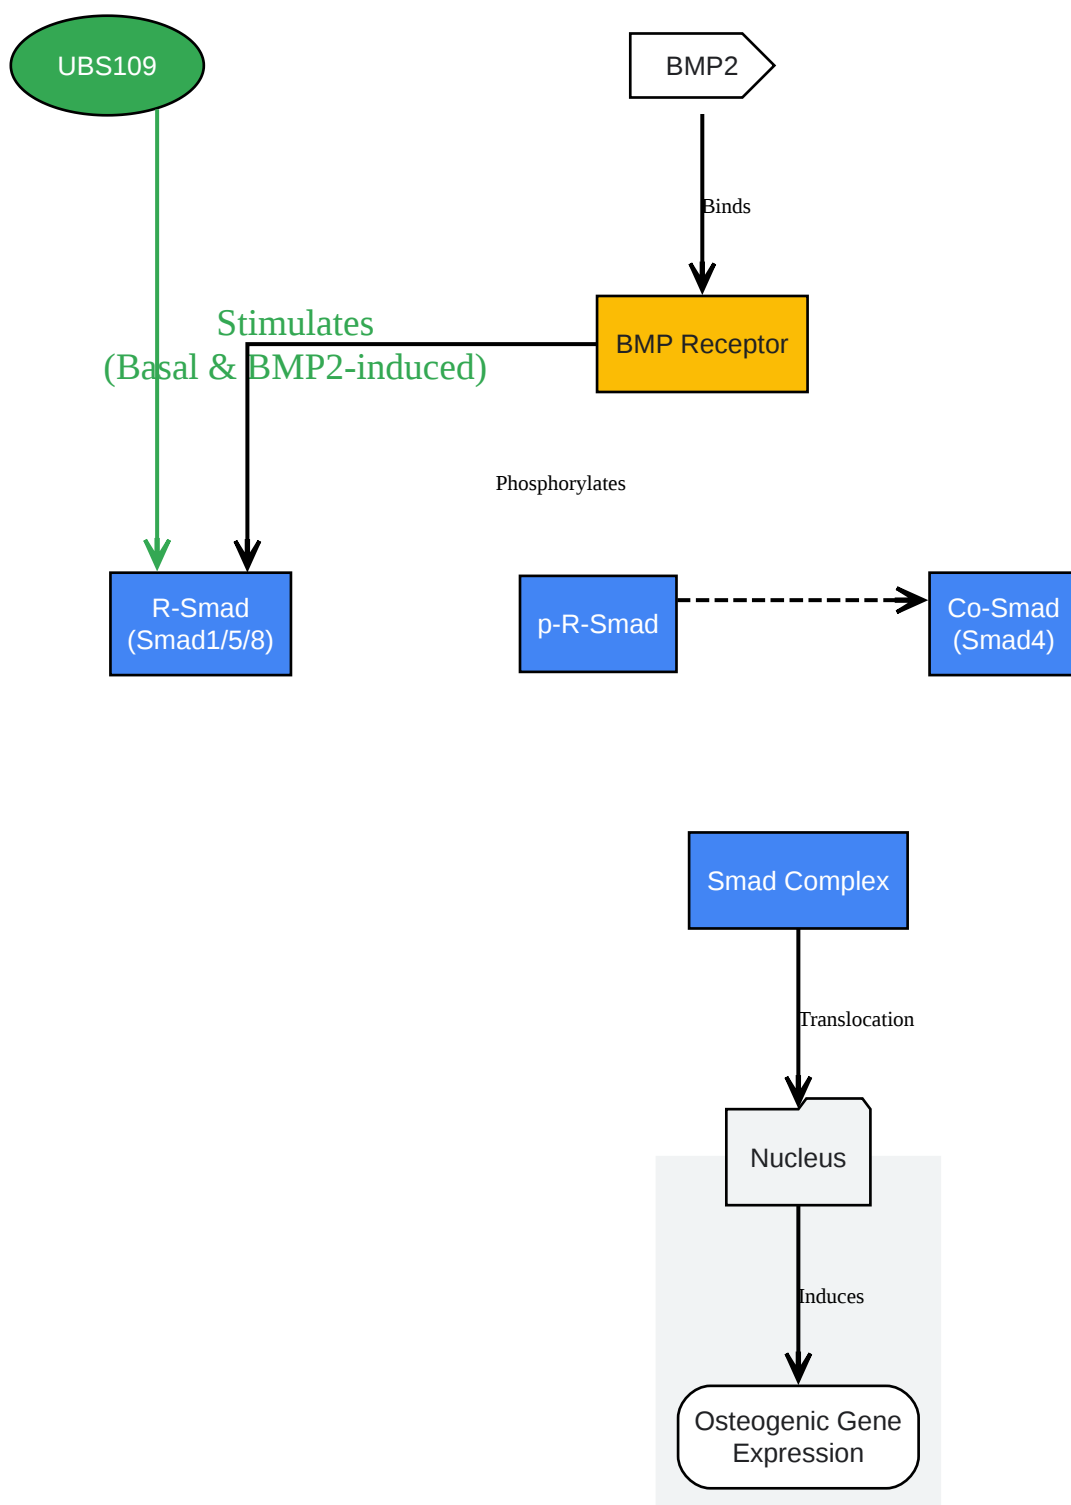 UBS109
BMP2
Binds
Stimulates
(Basal & BMP2-induced)
BMP Receptor
Phosphorylates
R-Smad
(Smad1/5/8)
p-R-Smad
Co-Smad
(Smad4)
Smad Complex
Translocation
Nucleus
Induces
Osteogenic Gene
Expression